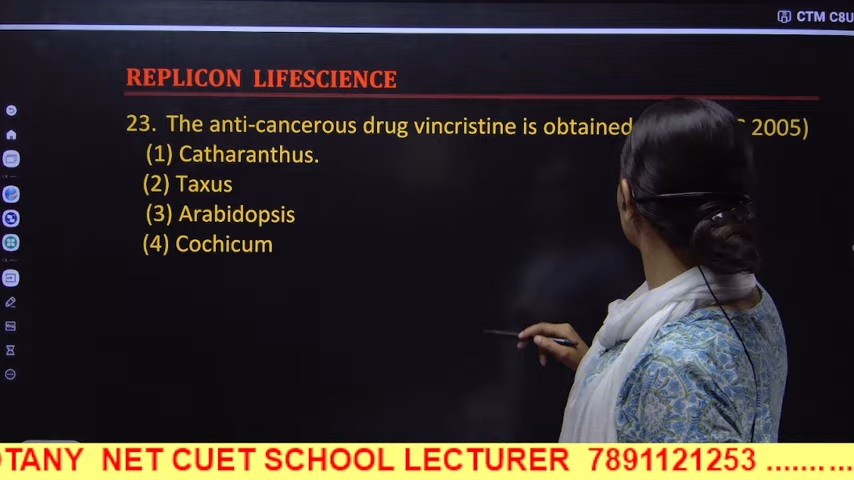 CTM C8U
REPLICON LIFESCIENCE
23. The anti-cancerous drug vincristine is obtained 2005)
(1) Catharanthus.
(2) Taxus
(3) Arabidopsis
(4) Cochicum
OTANY NET CUET SCHOOL LECTURER 7891121253 ..........